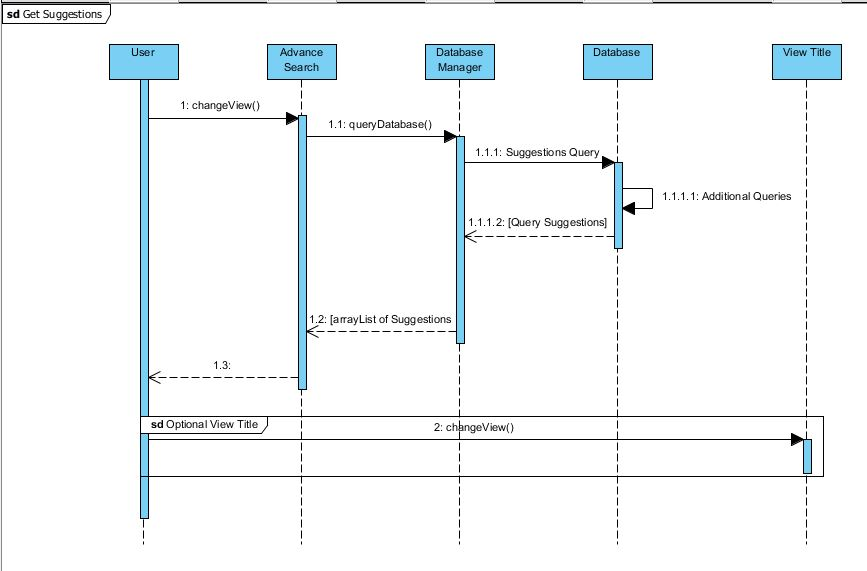 sd Get Suggestions
User
Advance
Search
Database
Manager
Database
View Title
1: changeView()
1.1: queryDatabase()
1.1.1: Suggestions Query
1.1.1.1: Additional Queries
1.1.1.2: [Query Suggestions]
1.2: [arrayList of Suggestions
1.3:
sd Optional View Title
2: changeView()